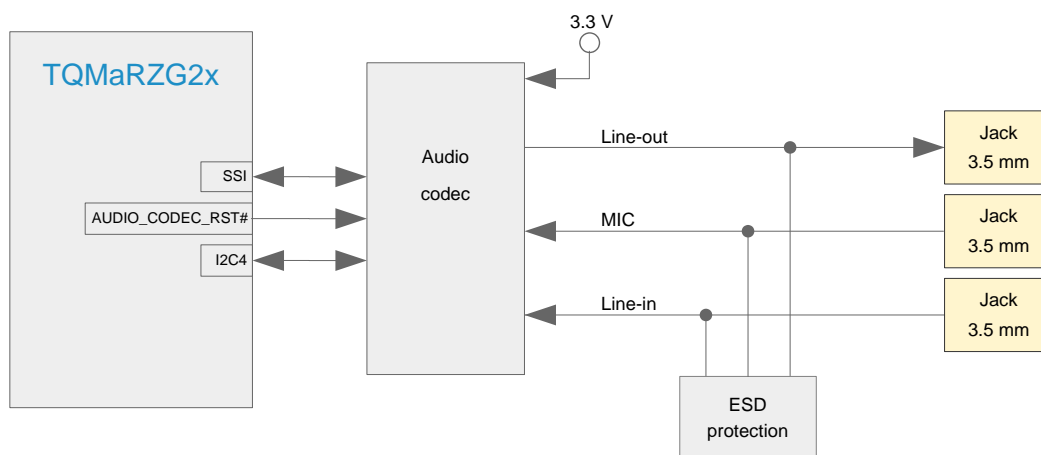 3.3 V
TQMaRZG2x
Audio
codec
SSI
AUDIO_CODEC_RST#
I2C4
Line-out
MIC
Line-in
Jack
3.5 mm
Jack
3.5 mm
Jack
3.5 mm
ESD
protection